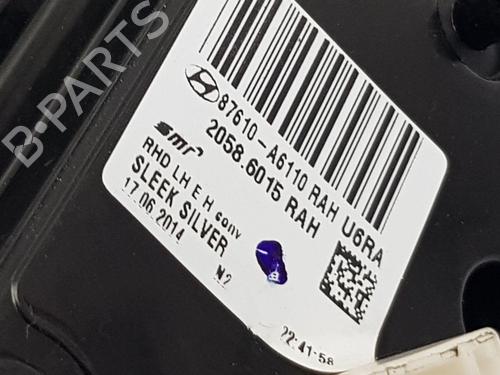 B-PARTS
87610-A6110 RAH U6RA
2058.6015 RAH
smr
RHD LH E H conv
SLEEK SILVER
17.06.2014
N2
22:41:58